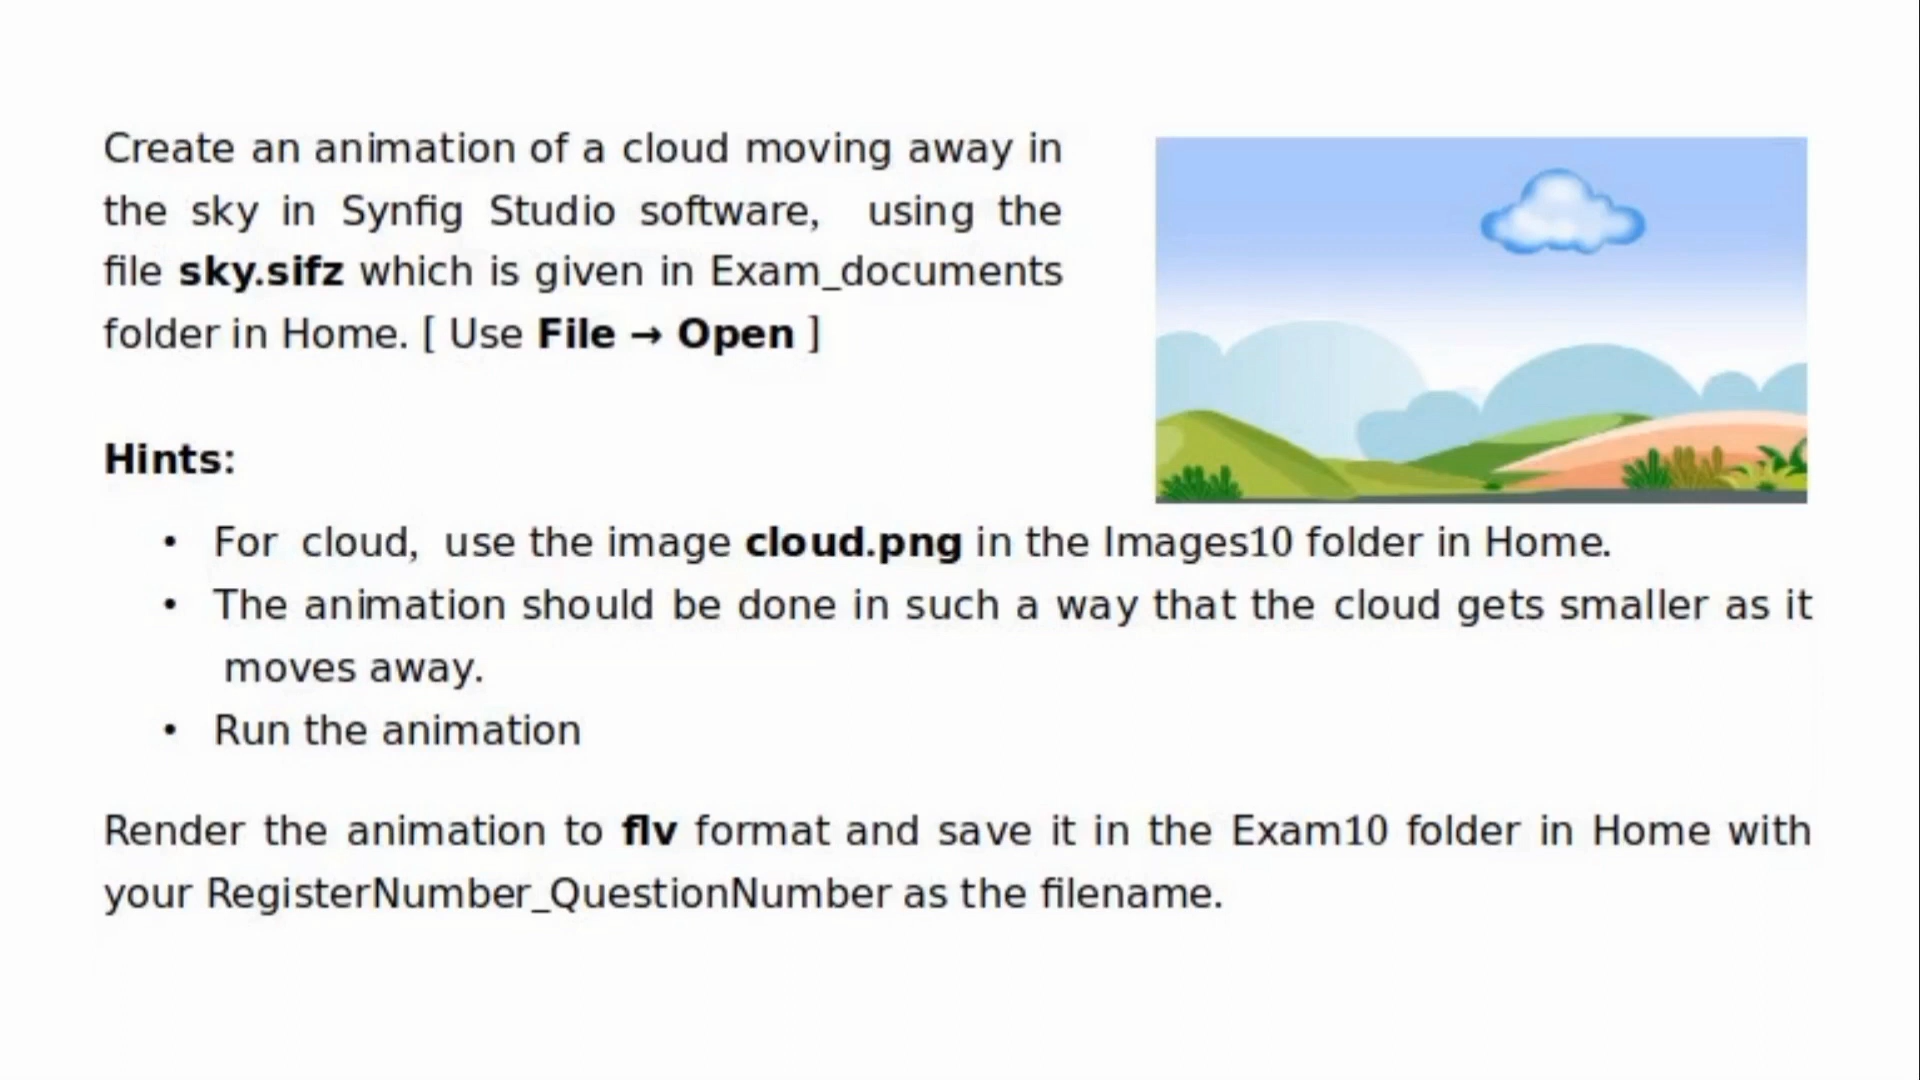 Create an animation of a cloud moving away in
the sky in Synfig Studio software, using the
file sky.sifz which is given in Exam_documents
folder in Home. [ Use File → Open ]
Hints:
• For cloud, use the image cloud.png in the Images10 folder in Home.
• The animation should be done in such a way that the cloud gets smaller as it
moves away.
• Run the animation
Render the animation to flv format and save it in the Exam10 folder in Home with
your RegisterNumber_QuestionNumber as the filename.